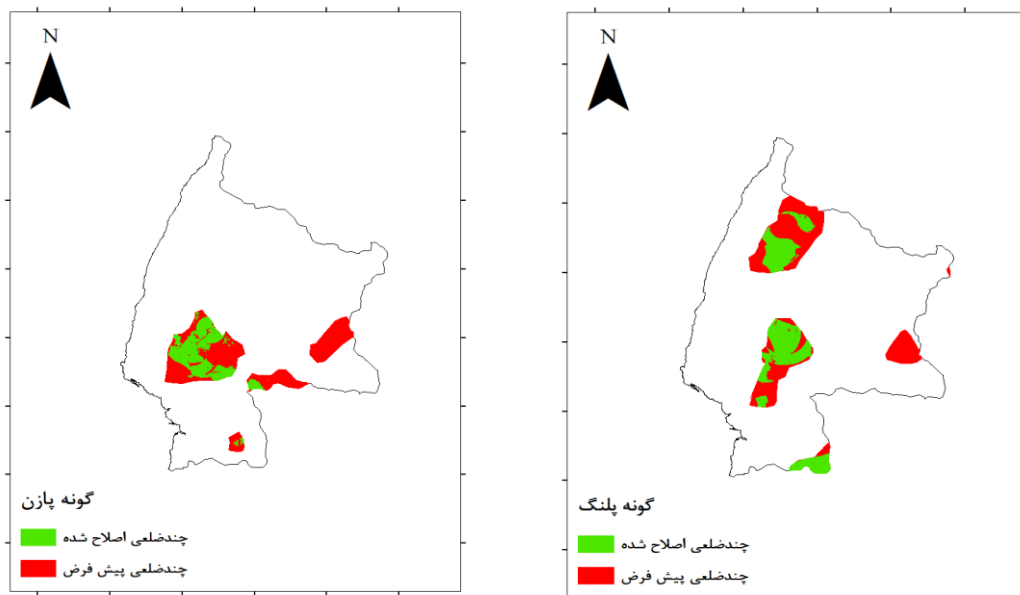 N
گونه پازن
چندضلعی اصلاح شده
چندضلعی پیش فرض
N
گونه پلنگ
چندضلعی اصلاح شده
چندضلعی پیش فرض